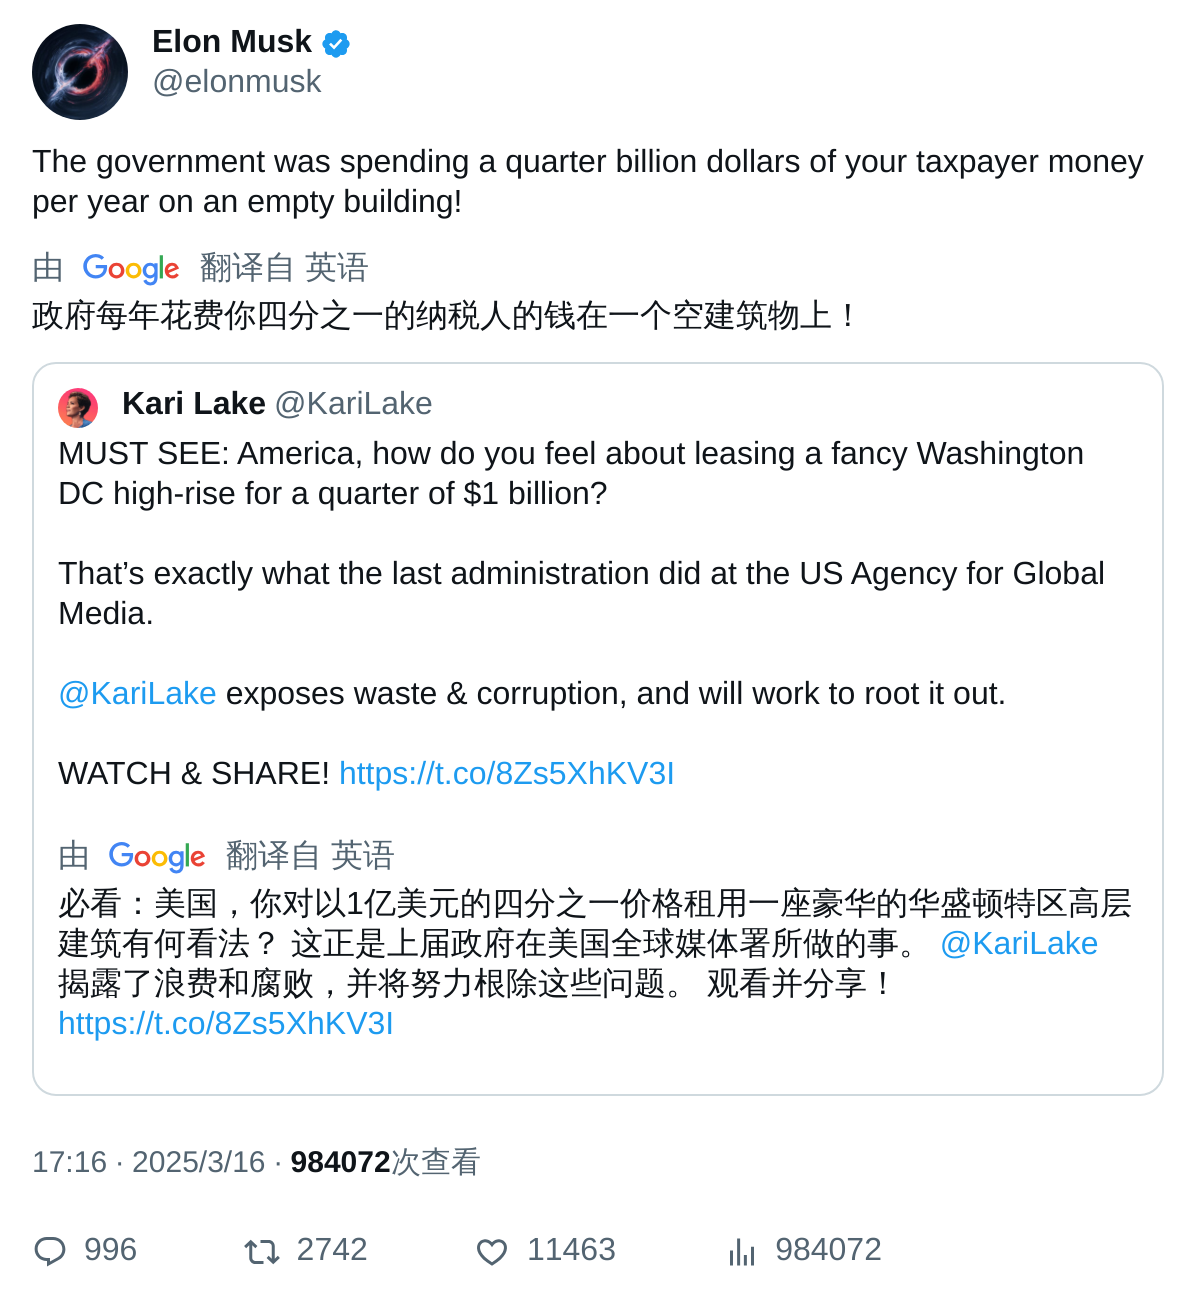 Elon Musk
@elonmusk
The government was spending a quarter billion dollars of your taxpayer money
per year on an empty building!
由 Google 翻译自 英语
政府每年花费你四分之一的纳税人的钱在一个空建筑物上！
Kari Lake @KariLake
MUST SEE: America, how do you feel about leasing a fancy Washington
DC high-rise for a quarter of $1 billion?
That’s exactly what the last administration did at the US Agency for Global
Media.
@KariLake exposes waste & corruption, and will work to root it out.
WATCH & SHARE! https://t.co/8Zs5XhKV3I
由 Google 翻译自 英语
必看：美国，你对以1亿美元的四分之一价格租用一座豪华的华盛顿特区高层
建筑有何看法？ 这正是上届政府在美国全球媒体署所做的事。 @KariLake
揭露了浪费和腐败，并将努力根除这些问题。 观看并分享！
https://t.co/8Zs5XhKV3I
17:16 · 2025/3/16 · 984072次查看
996 2742 11463 984072